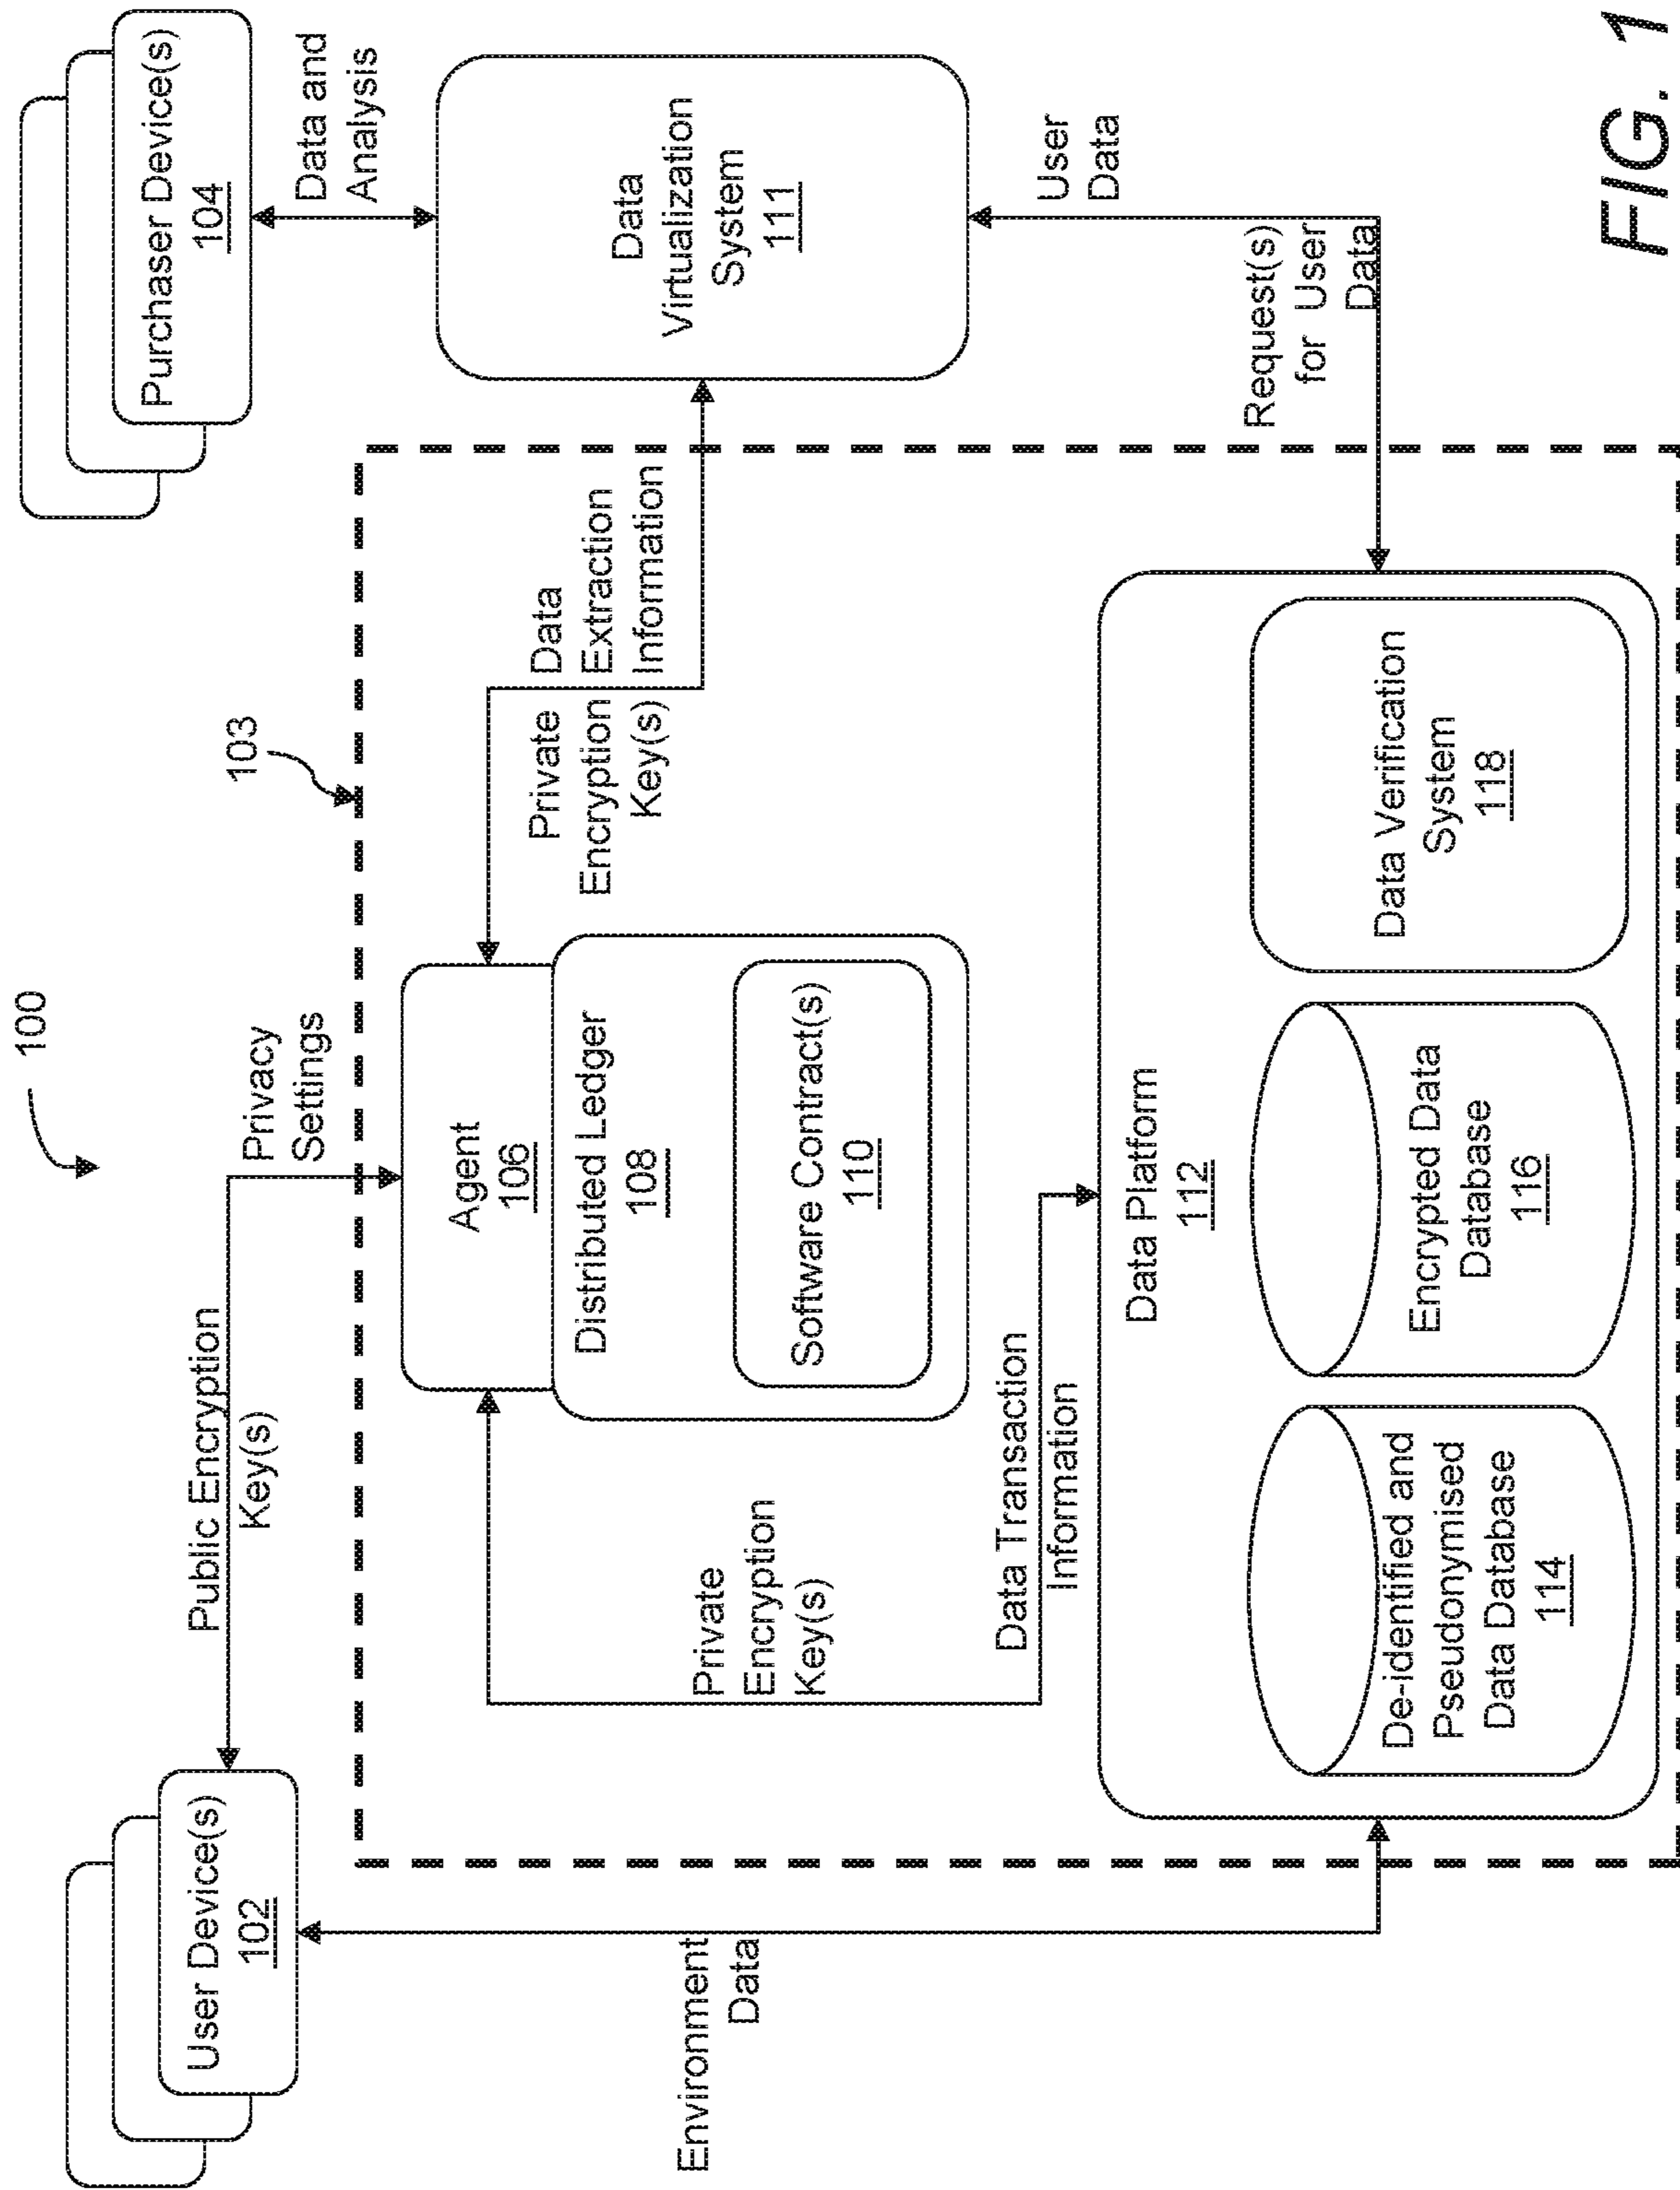 100
User Device(s)
102
Public Encryption
Key(s)
Privacy
Settings
103
Purchaser Device(s)
104
Data and
Analysis
Agent
106
Distributed Ledger
108
Software Contract(s)
110
Private
Encryption
Key(s)
Data
Extraction
Information
Data
Virtualization
System
111
Private
Encryption
Key(s)
Environment
Data
Data Transaction
Information
User
Data
Request(s)
for User
Data
Data Platform
112
De-identified and
Pseudonymised
Data Database
114
Encrypted Data
Database
116
Data Verification
System
118
FIG. 1